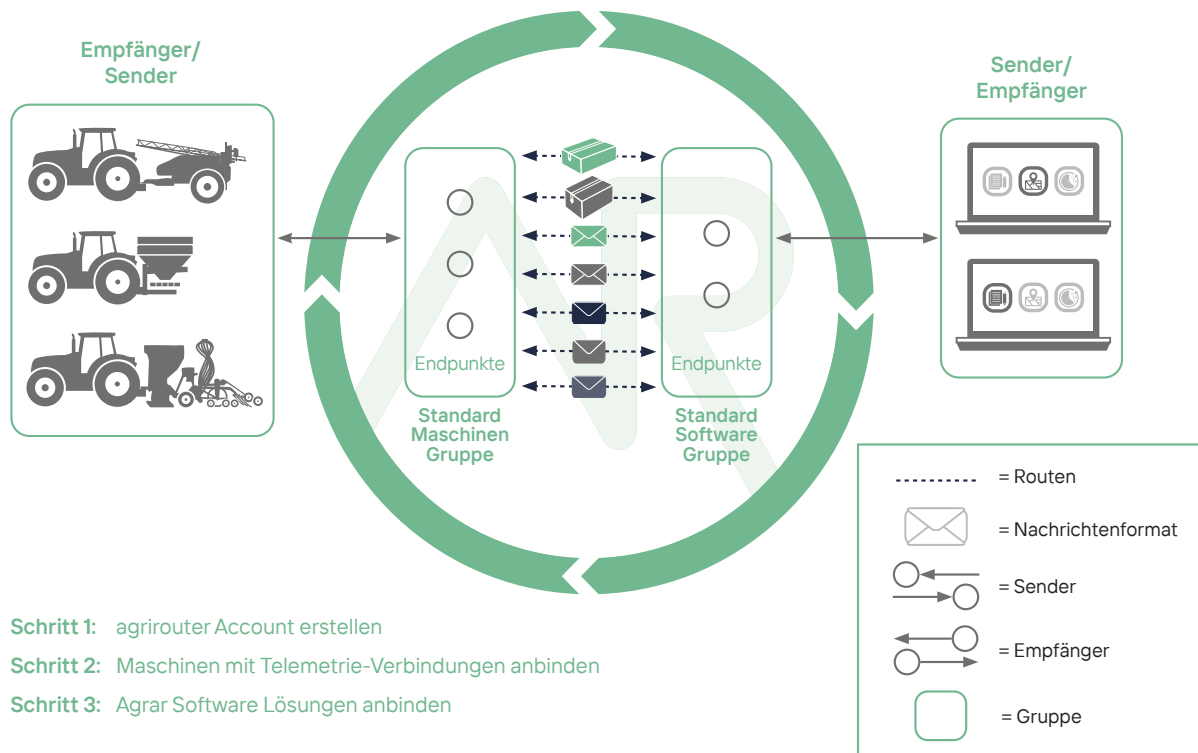 Empfänger/
Sender
Sender/
Empfänger
Endpunkte
Endpunkte
Standard
Maschinen
Gruppe
Standard
Software
Gruppe
= Routen
= Nachrichtenformat
= Sender
= Empfänger
= Gruppe
Schritt 1: agrirouter Account erstellen
Schritt 2: Maschinen mit Telemetrie-Verbindungen anbinden
Schritt 3: Agrar Software Lösungen anbinden